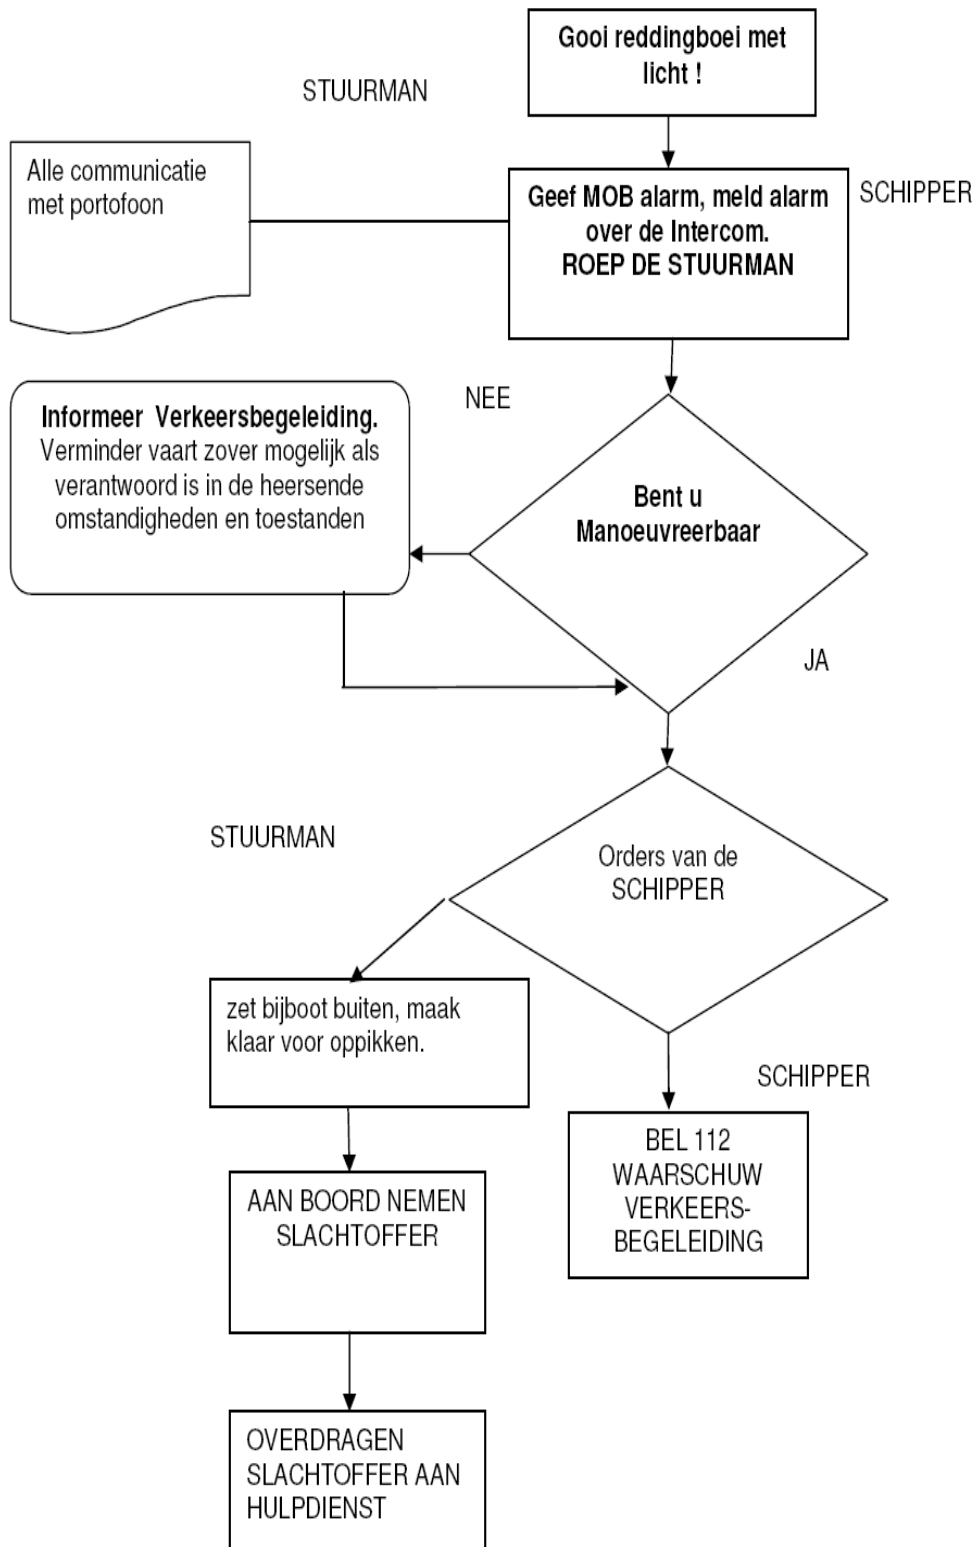 Gooi reddingboei met
licht !
STUURMAN
Alle communicatie
met portofoon
Geef MOB alarm, meld alarm
over de Intercom.
ROEP DE STUURMAN
SCHIPPER
NEE
Informeer Verkeersbegeleiding.
Verminder vaart zover mogelijk als
verantwoord is in de heersende
omstandigheden en toestanden
Bent u
Manoeuvreerbaar
JA
STUURMAN
Orders van de
SCHIPPER
zet bijboot buiten, maak
klaar voor oppikken.
SCHIPPER
BEL 112
WAARSCHUW
VERKEERS-
BEGELEIDING
AAN BOORD NEMEN
SLACHTOFFER
OVERDRAGEN
SLACHTOFFER AAN
HULPDIENST